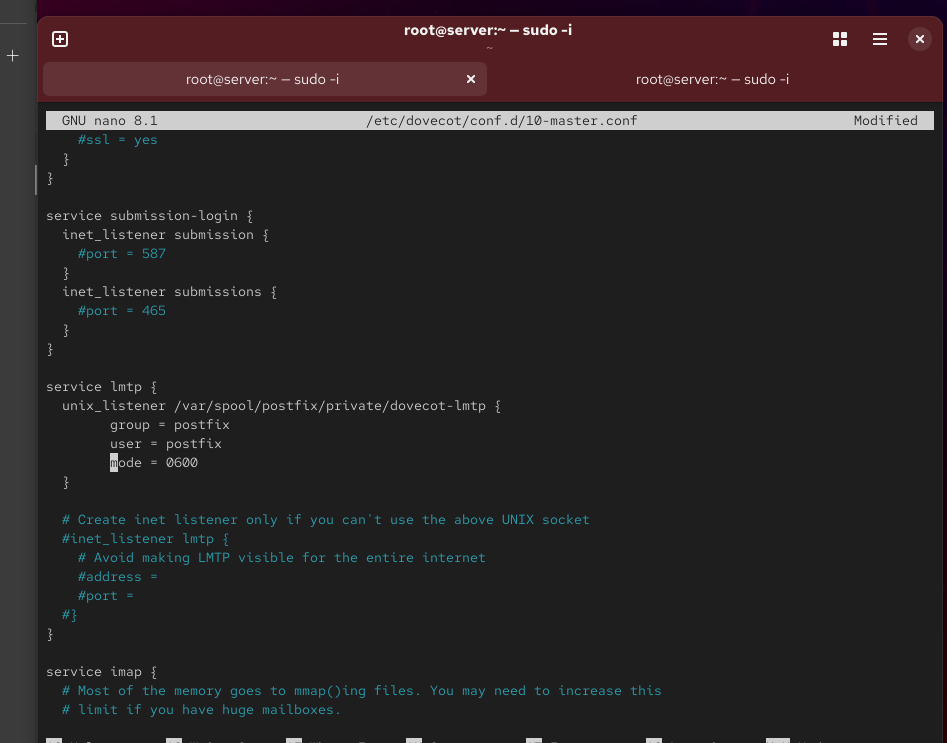 root@server:~ — sudo -i
~
root@server:~ — sudo -i
root@server:~ — sudo -i
GNU nano 8.1 /etc/dovecot/conf.d/10-master.conf Modified
    #ssl = yes
  }
}

service submission-login {
  inet_listener submission {
    #port = 587
  }
  inet_listener submissions {
    #port = 465
  }
}

service lmtp {
  unix_listener /var/spool/postfix/private/dovecot-lmtp {
        group = postfix
        user = postfix
        mode = 0600
  }

  # Create inet listener only if you can't use the above UNIX socket
  #inet_listener lmtp {
    # Avoid making LMTP visible for the entire internet
    #address =
    #port =
  #}
}

service imap {
  # Most of the memory goes to mmap()ing files. You may need to increase this
  # limit if you have huge mailboxes.